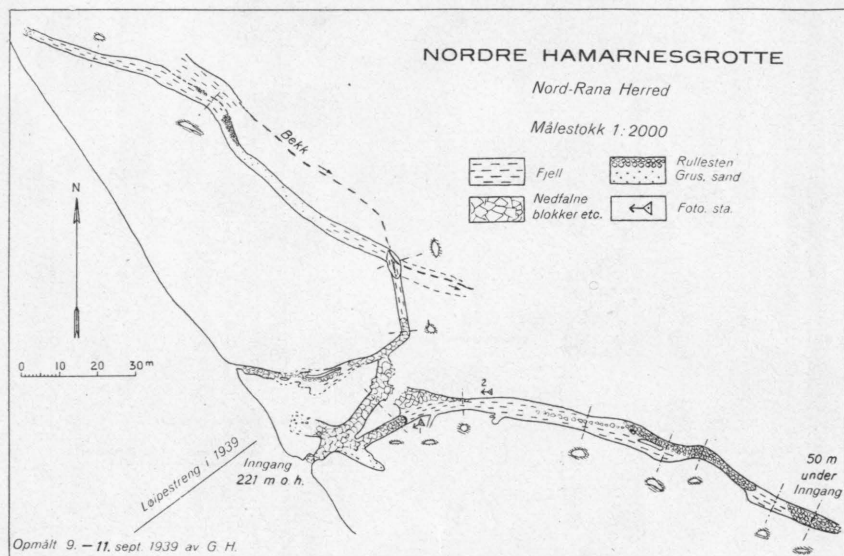 NORDRE HAMARNESGROTTE
Nord-Rana Herred
Målestokk 1:2000
Fjell
Rullesten
Grus, sand
Nedfalne
blokker etc.
Foto. sta.
Bekk
N
0 10 20 30 m
2
1
Løipestreng i 1939
Inngang
221 m o h.
50 m
under
Inngang
Opmålt 9. – 11. sept 1939 av G. H.